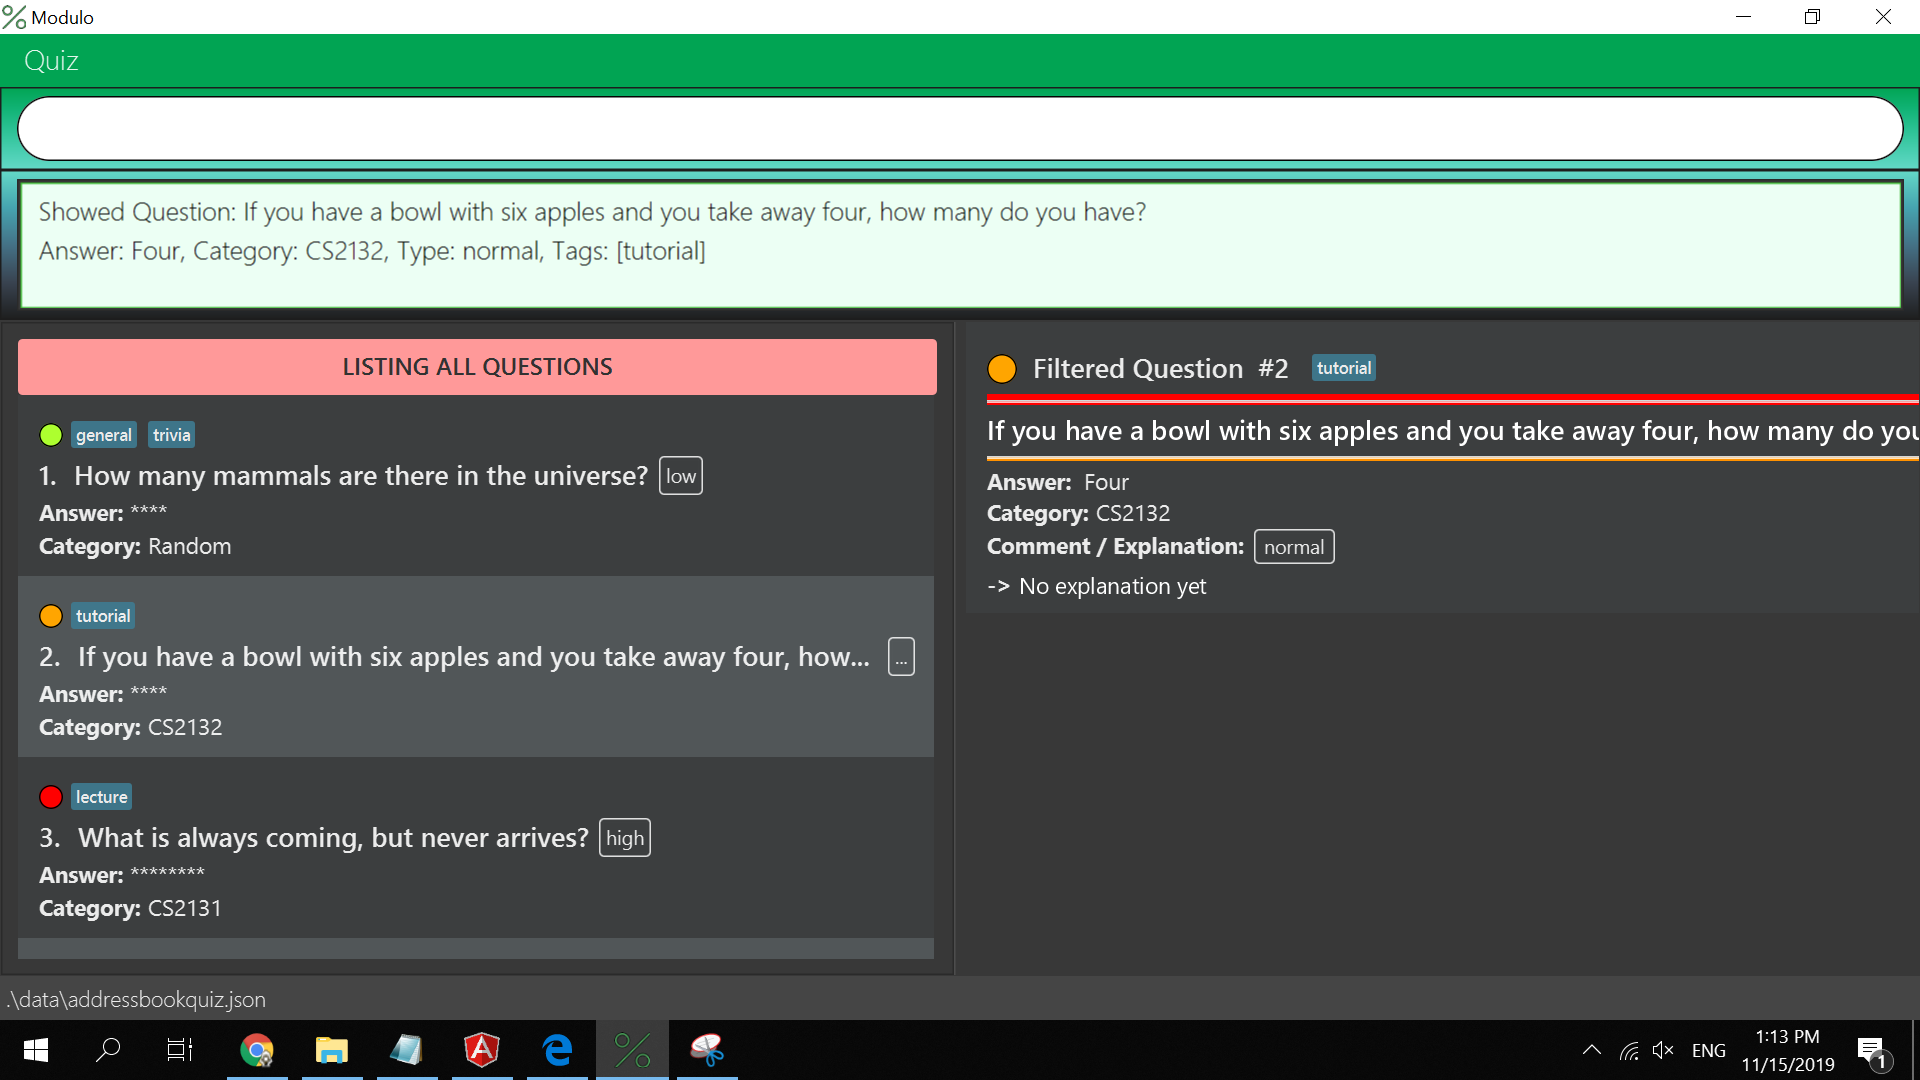 Modulo
Quiz
Showed Question: If you have a bowl with six apples and you take away four, how many do you have?
Answer: Four, Category: CS2132, Type: normal, Tags: [tutorial]
LISTING ALL QUESTIONS
general trivia
1. How many mammals are there in the universe? low
Answer: ****
Category: Random
tutorial
2. If you have a bowl with six apples and you take away four, how... ...
Answer: ****
Category: CS2132
lecture
3. What is always coming, but never arrives? high
Answer: ********
Category: CS2131
Filtered Question #2 tutorial
If you have a bowl with six apples and you take away four, how many do you
Answer: Four
Category: CS2132
Comment / Explanation: normal
-> No explanation yet
.\data\addressbookquiz.json
ENG
1:13 PM
11/15/2019
1